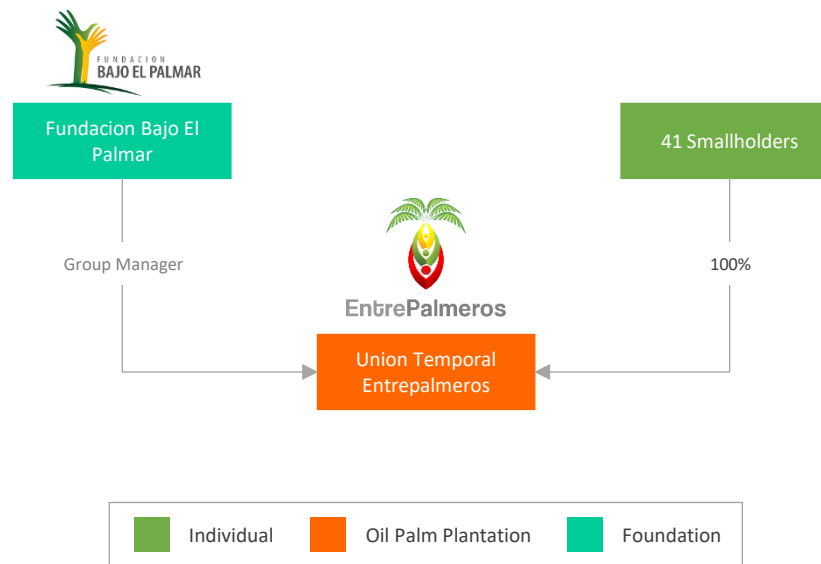 FUNDACION
BAJO EL PALMAR
Fundacion Bajo El
Palmar
41 Smallholders
Group Manager
100%
EntrePalmeros
Union Temporal
Entrepalmeros
Individual
Oil Palm Plantation
Foundation